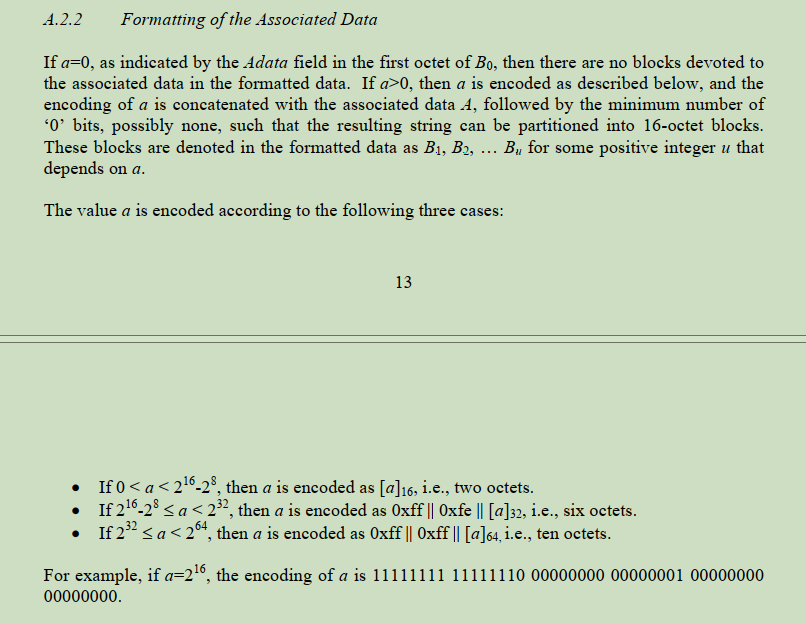 A.2.2 Formatting of the Associated Data
If a=0, as indicated by the Adata field in the first octet of B0, then there are no blocks devoted to
the associated data in the formatted data. If a>0, then a is encoded as described below, and the
encoding of a is concatenated with the associated data A, followed by the minimum number of
‘0’ bits, possibly none, such that the resulting string can be partitioned into 16-octet blocks.
These blocks are denoted in the formatted data as B1, B2, … Bu for some positive integer u that
depends on a.
The value a is encoded according to the following three cases:
13
• If 0 < a < 2^16-2^8, then a is encoded as [a]16, i.e., two octets.
• If 2^16-2^8 ≤ a < 2^32, then a is encoded as 0xff || 0xfe || [a]32, i.e., six octets.
• If 2^32 ≤ a < 2^64, then a is encoded as 0xff || 0xff || [a]64, i.e., ten octets.
For example, if a=2^16, the encoding of a is 11111111 11111110 00000000 00000001 00000000
00000000.